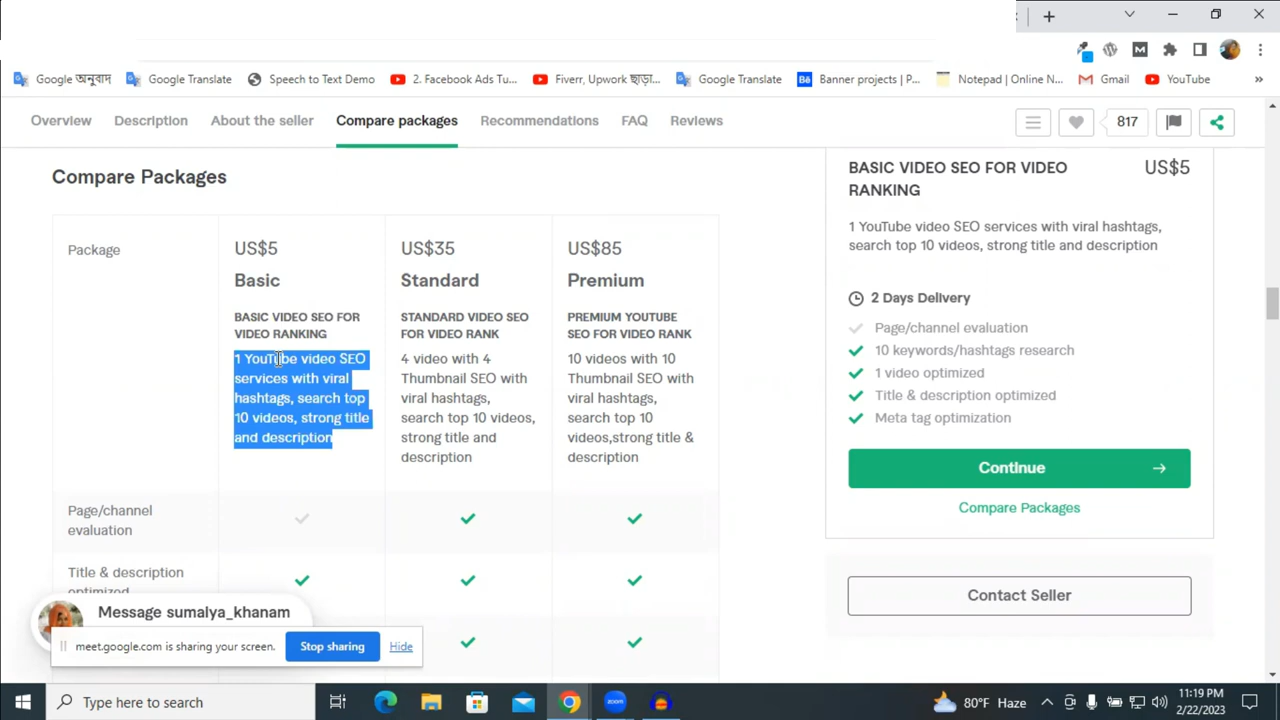 Google অনুবাদ
Google Translate
Speech to Text Demo
2. Facebook Ads Tu...
Fiverr, Upwork ছাড়া...
Google Translate
Banner projects | P...
Notepad | Online N...
Gmail
YouTube
Overview
Description
About the seller
Compare packages
Recommendations
FAQ
Reviews
817
Compare Packages
Package
US$5
Basic
BASIC VIDEO SEO FOR
VIDEO RANKING
1 YouTube video SEO
services with viral
hashtags, search top
10 videos, strong title
and description
US$35
Standard
STANDARD VIDEO SEO
FOR VIDEO RANK
4 video with 4
Thumbnail SEO with
viral hashtags,
search top 10 videos,
strong title and
description
US$85
Premium
PREMIUM YOUTUBE
SEO FOR VIDEO RANK
10 videos with 10
Thumbnail SEO with
viral hashtags,
search top 10
videos,strong title &
description
Page/channel
evaluation
Title & description
optimized
BASIC VIDEO SEO FOR VIDEO
RANKING
US$5
1 YouTube video SEO services with viral hashtags,
search top 10 videos, strong title and description
2 Days Delivery
Page/channel evaluation
10 keywords/hashtags research
1 video optimized
Title & description optimized
Meta tag optimization
Continue
Compare Packages
Contact Seller
Message sumaiya_khanam
meet.google.com is sharing your screen.
Stop sharing
Hide
Type here to search
zoom
80°F Haze
11:19 PM
2/22/2023